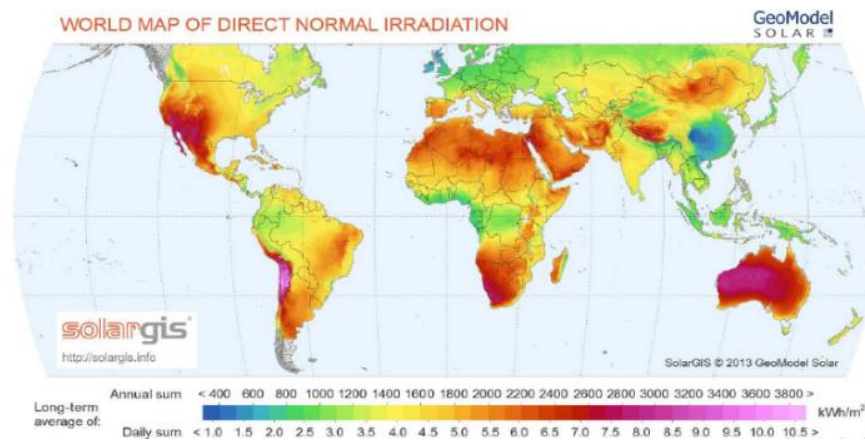 WORLD MAP OF DIRECT NORMAL IRRADIATION
GeoModel
SOLAR
solargis
http://solargis.info
SolarGIS © 2013 GeoModel Solar
Annual sum < 400 600 800 1000 1200 1400 1600 1800 2000 2200 2400 2600 2800 3000 3200 3400 3600 3800 >
Long-term
average of:
kWh/m²
Daily sum < 1.0 1.5 2.0 2.5 3.0 3.5 4.0 4.5 5.0 5.5 6.0 6.5 7.0 7.5 8.0 8.5 9.0 9.5 10.0 10.5 >